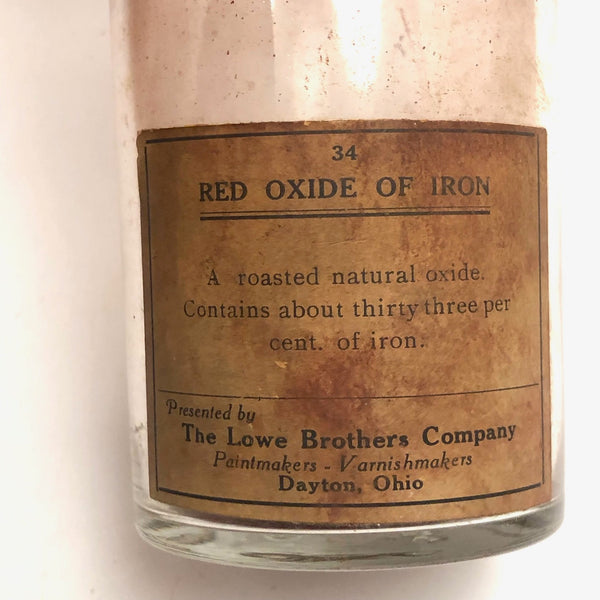 34
RED OXIDE OF IRON
A roasted natural oxide.
Contains about thirty three per
cent. of iron.
Presented by
The Lowe Brothers Company
Paintmakers - Varnishmakers
Dayton, Ohio